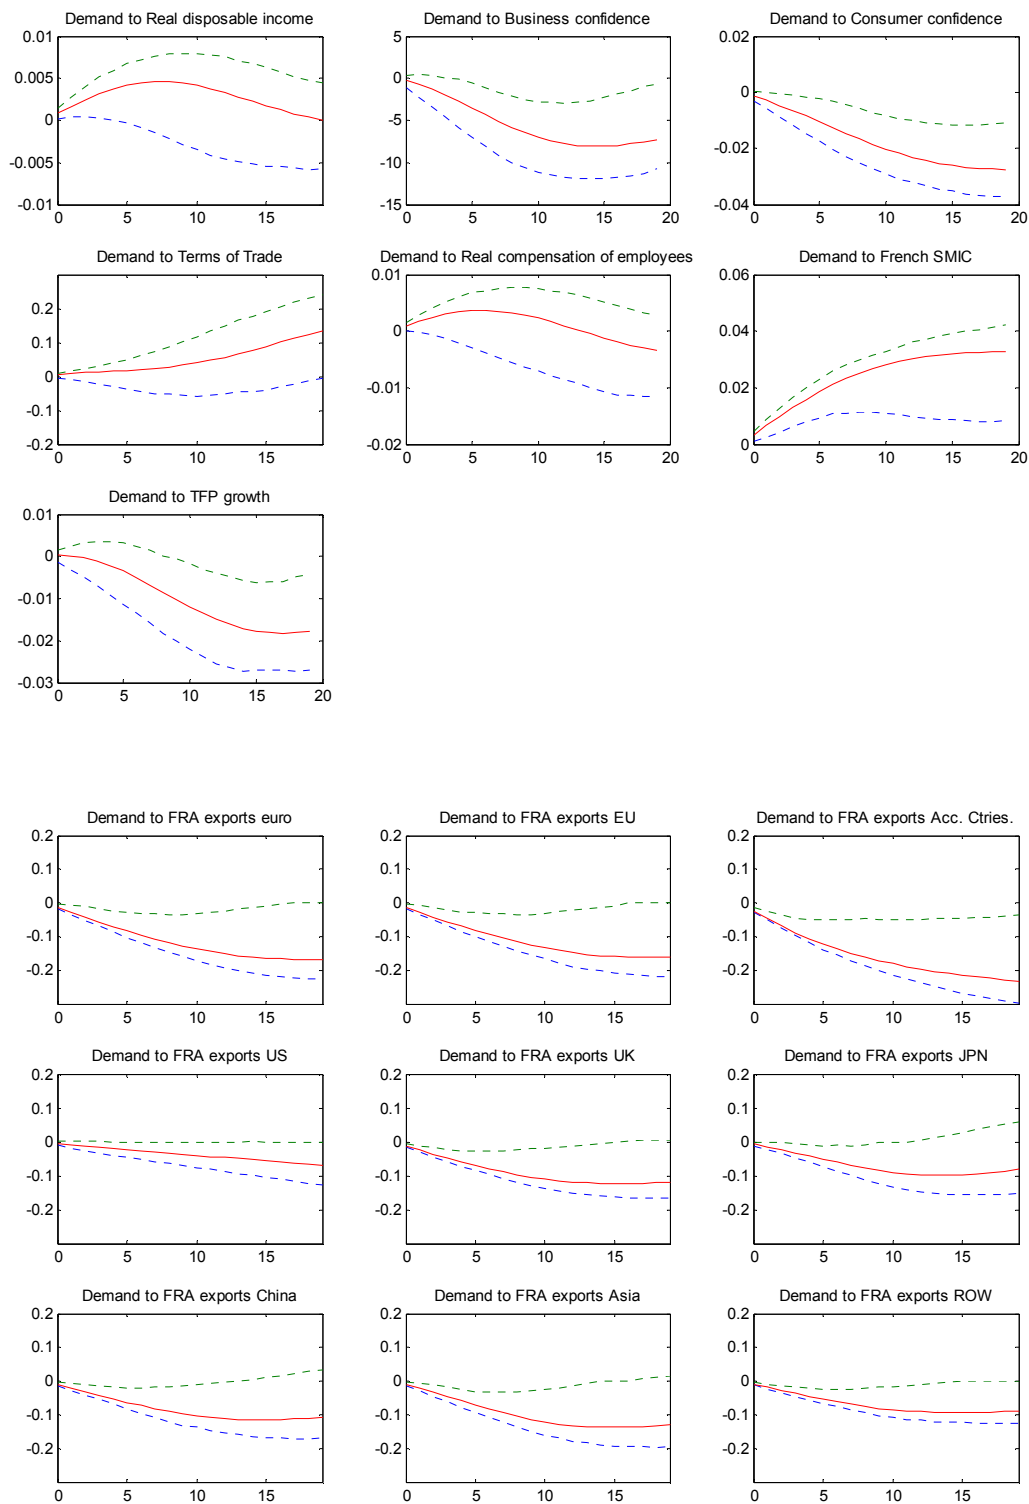 Demand to Real disposable income
0.01
0.005
0
-0.005
-0.01
0 5 10 15
Demand to Business confidence
5
0
-5
-10
-15
0 5 10 15 20
Demand to Consumer confidence
0.02
0
-0.02
-0.04
0 5 10 15 20
Demand to Terms of Trade
0.2
0.1
0
-0.1
-0.2
0 5 10 15
Demand to Real compensation of employees
0.01
0
-0.01
-0.02
0 5 10 15 20
Demand to French SMIC
0.06
0.04
0.02
0
0 5 10 15 20
Demand to TFP growth
0.01
0
-0.01
-0.02
-0.03
0 5 10 15 20
Demand to FRA exports euro
0.2
0.1
0
-0.1
-0.2
0 5 10 15
Demand to FRA exports EU
0.2
0.1
0
-0.1
-0.2
0 5 10 15
Demand to FRA exports Acc. Ctries.
0.2
0.1
0
-0.1
-0.2
0 5 10 15
Demand to FRA exports US
0.2
0.1
0
-0.1
-0.2
0 5 10 15
Demand to FRA exports UK
0.2
0.1
0
-0.1
-0.2
0 5 10 15
Demand to FRA exports JPN
0.2
0.1
0
-0.1
-0.2
0 5 10 15
Demand to FRA exports China
0.2
0.1
0
-0.1
-0.2
0 5 10 15
Demand to FRA exports Asia
0.2
0.1
0
-0.1
-0.2
0 5 10 15
Demand to FRA exports ROW
0.2
0.1
0
-0.1
-0.2
0 5 10 15